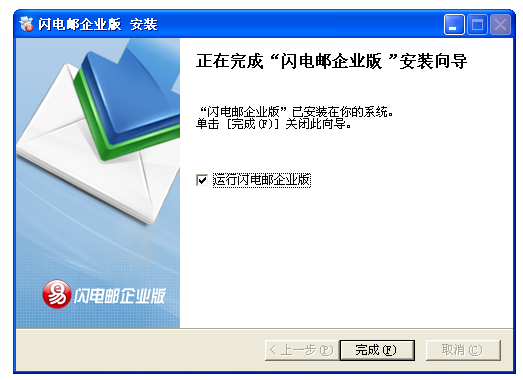 闪电邮企业版 安装
正在完成“闪电邮企业版 ”安装向导
“闪电邮企业版”已安装在你的系统。
单击 [完成(F)] 关闭此向导。
运行闪电邮企业版
易 闪电邮企业版
< 上一步(P) 完成(F) 取消(C)